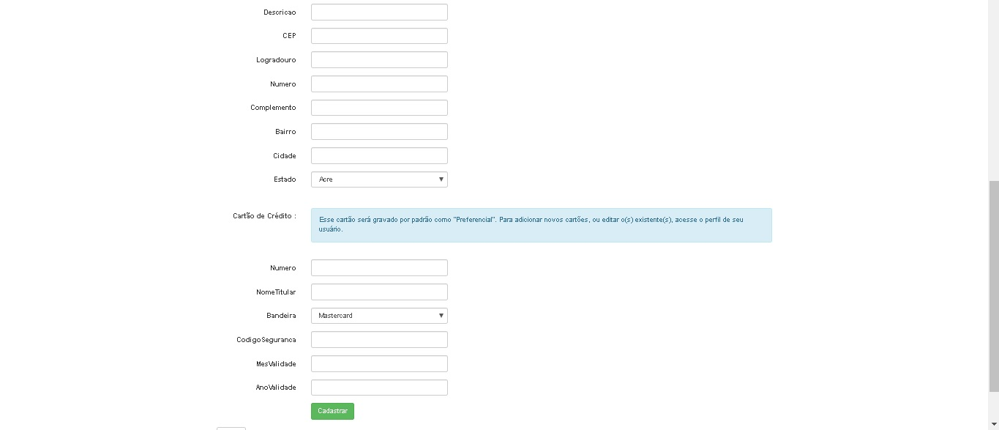 Descricao
CEP
Logradouro
Numero
Complemento
Bairro
Cidade
Estado Acre
Cartão de Crédito : Esse cartão será gravado por padrão como "Preferencial". Para adicionar novos cartões, ou editar o(s) existente(s), acesse o perfil de seu
usuário.
Numero
NomeTitular
Bandeira Mastercard
CodigoSeguranca
MesValidade
AnoValidade
Cadastrar